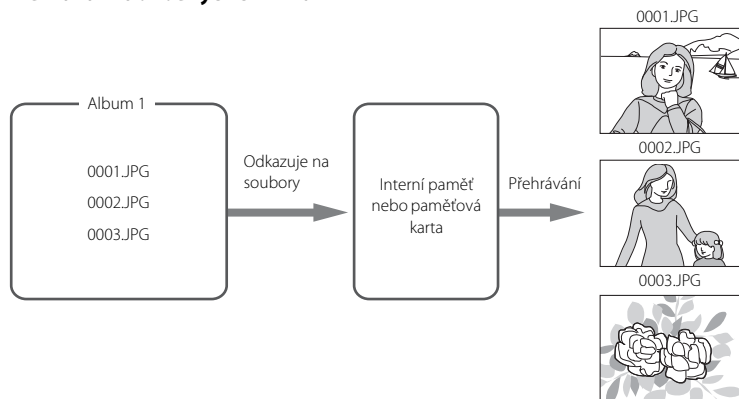 0001.JPG
Album 1
0001.JPG
0002.JPG
0003.JPG
Odkazuje na
soubory
Interní paměť
nebo paměťová
karta
Přehrávání
0002.JPG
0003.JPG